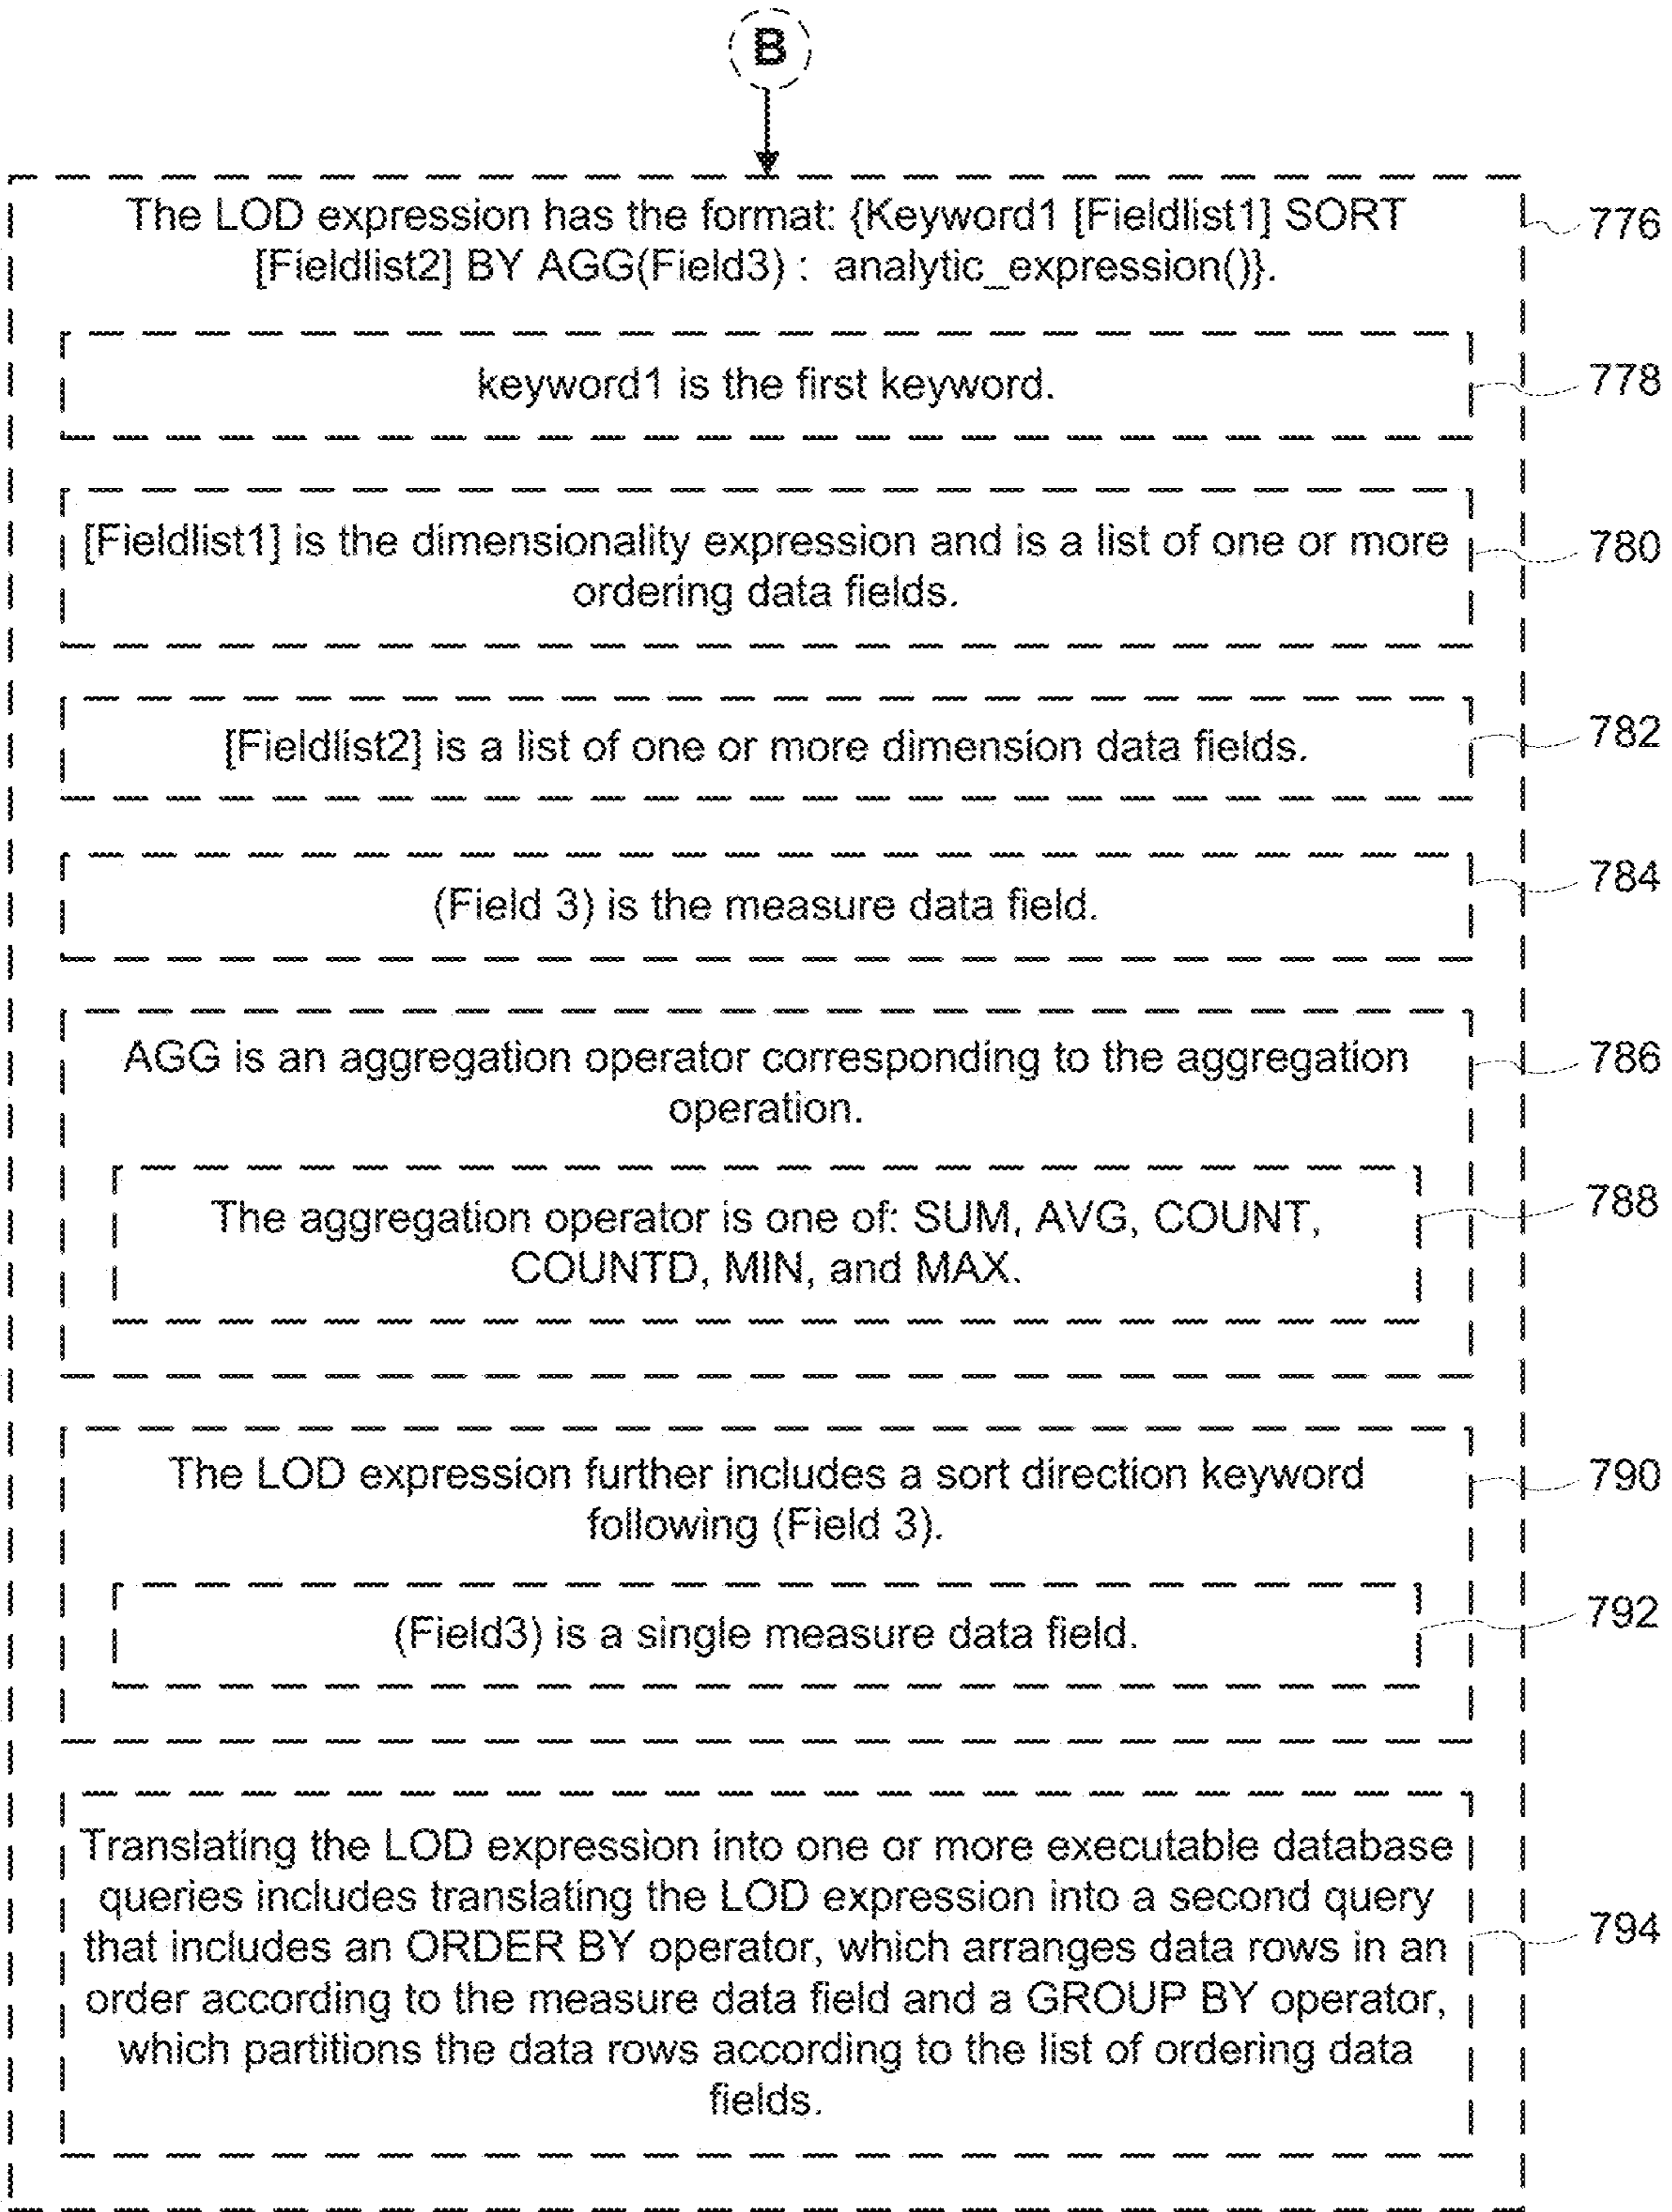 B
The LOD expression has the format: {Keyword1 [Fieldlist1] SORT
[Fieldlist2] BY AGG(Field3) : analytic_expression()}.
776
keyword1 is the first keyword.
778
[Fieldlist1] is the dimensionality expression and is a list of one or more
ordering data fields.
780
[Fieldlist2] is a list of one or more dimension data fields.
782
(Field 3) is the measure data field.
784
AGG is an aggregation operator corresponding to the aggregation
operation.
786
The aggregation operator is one of: SUM, AVG, COUNT,
COUNTD, MIN, and MAX.
788
The LOD expression further includes a sort direction keyword
following (Field 3).
790
(Field3) is a single measure data field.
792
Translating the LOD expression into one or more executable database
queries includes translating the LOD expression into a second query
that includes an ORDER BY operator, which arranges data rows in an
order according to the measure data field and a GROUP BY operator,
which partitions the data rows according to the list of ordering data
fields.
794